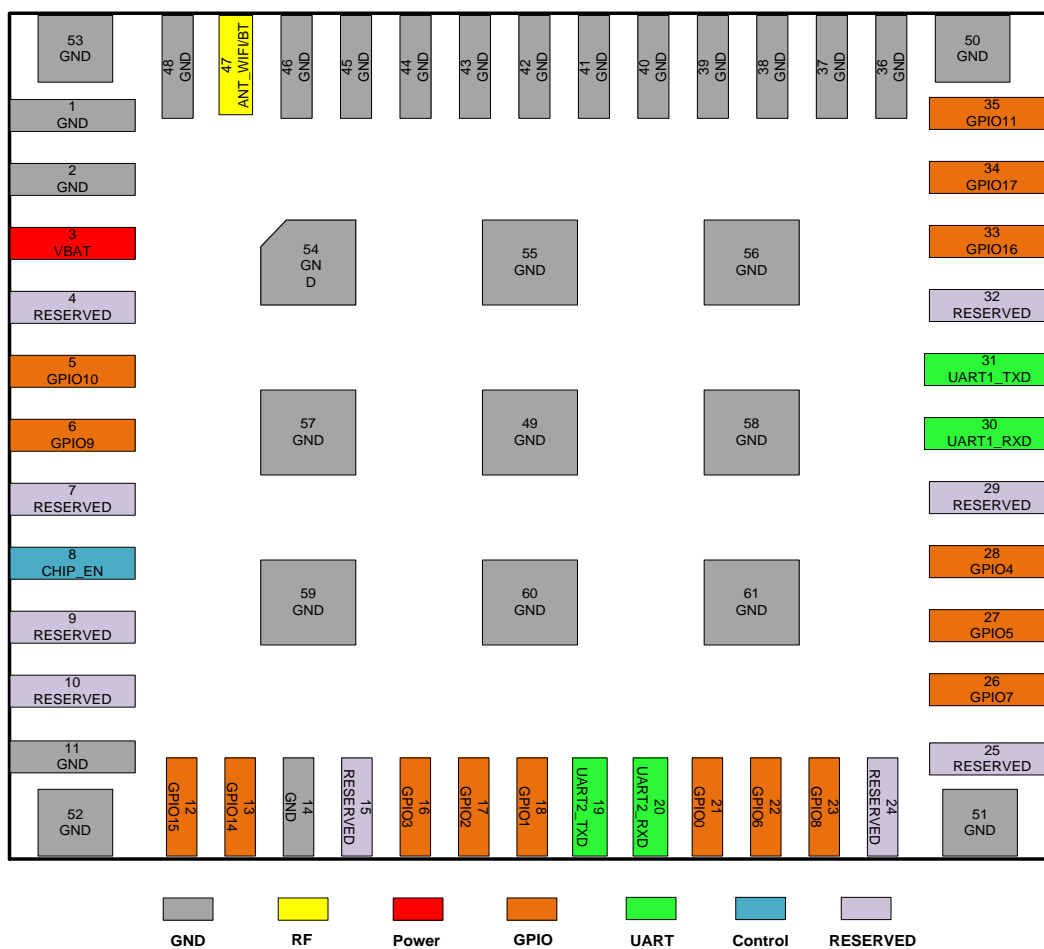 53
GND
48
GND
47
ANT_WIFI/BT
46
GND
45
GND
44
GND
43
GND
42
GND
41
GND
40
GND
39
GND
38
GND
37
GND
36
GND
50
GND
1
GND
2
GND
3
VBAT
4
RESERVED
5
GPIO10
6
GPIO9
7
RESERVED
8
CHIP_EN
9
RESERVED
10
RESERVED
11
GND
52
GND
54
GN
D
55
GND
56
GND
57
GND
49
GND
58
GND
59
GND
60
GND
61
GND
35
GPIO11
34
GPIO17
33
GPIO16
32
RESERVED
31
UART1_TXD
30
UART1_RXD
29
RESERVED
28
GPIO4
27
GPIO5
26
GPIO7
25
RESERVED
51
GND
12
GPIO15
13
GPIO14
14
GND
15
RESERVED
16
GPIO3
17
GPIO2
18
GPIO1
19
UART2_TXD
20
UART2_RXD
21
GPIO0
22
GPIO6
23
GPIO8
24
RESERVED
GND
RF
Power
GPIO
UART
Control
RESERVED